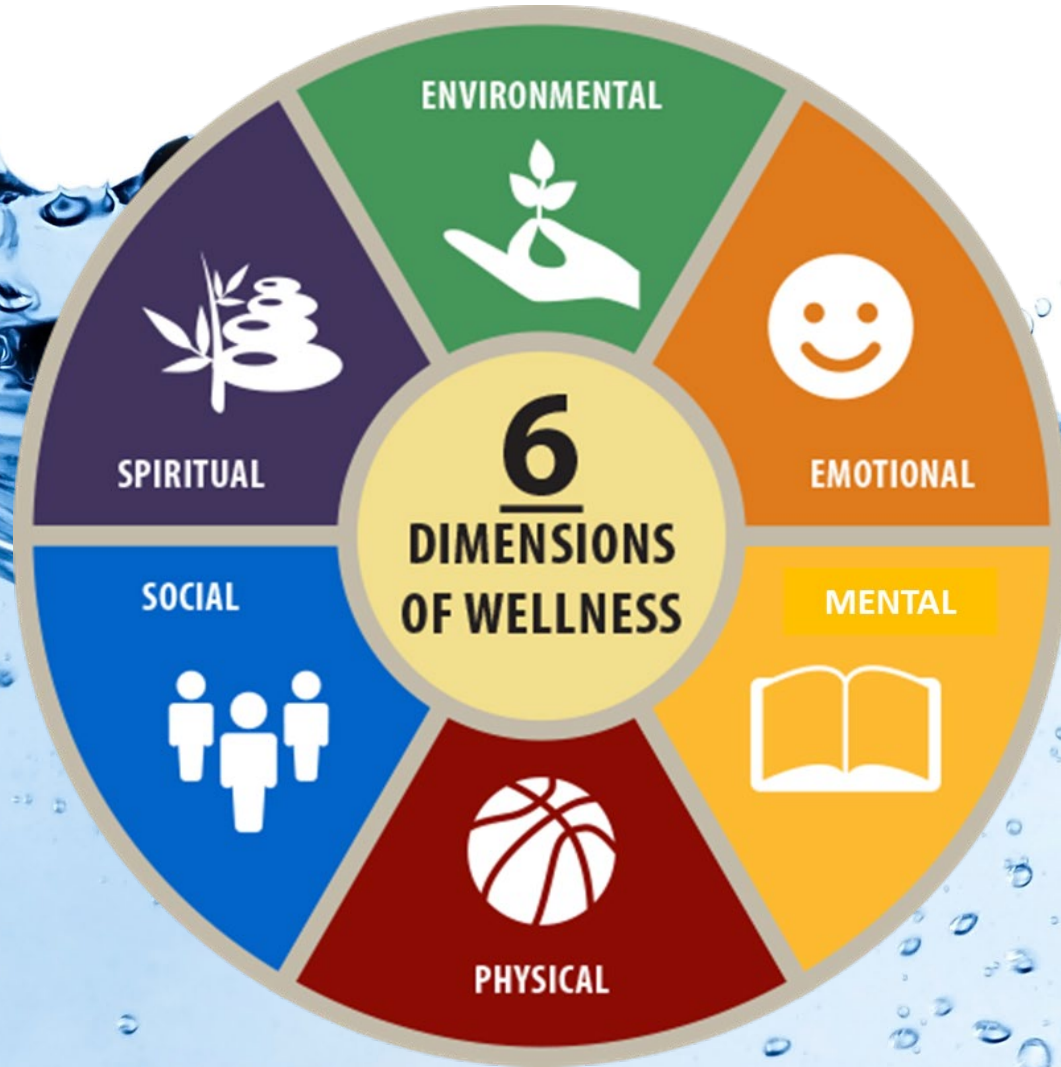 ENVIRONMENTAL
EMOTIONAL
MENTAL
PHYSICAL
SOCIAL
SPIRITUAL
6
DIMENSIONS
OF WELLNESS